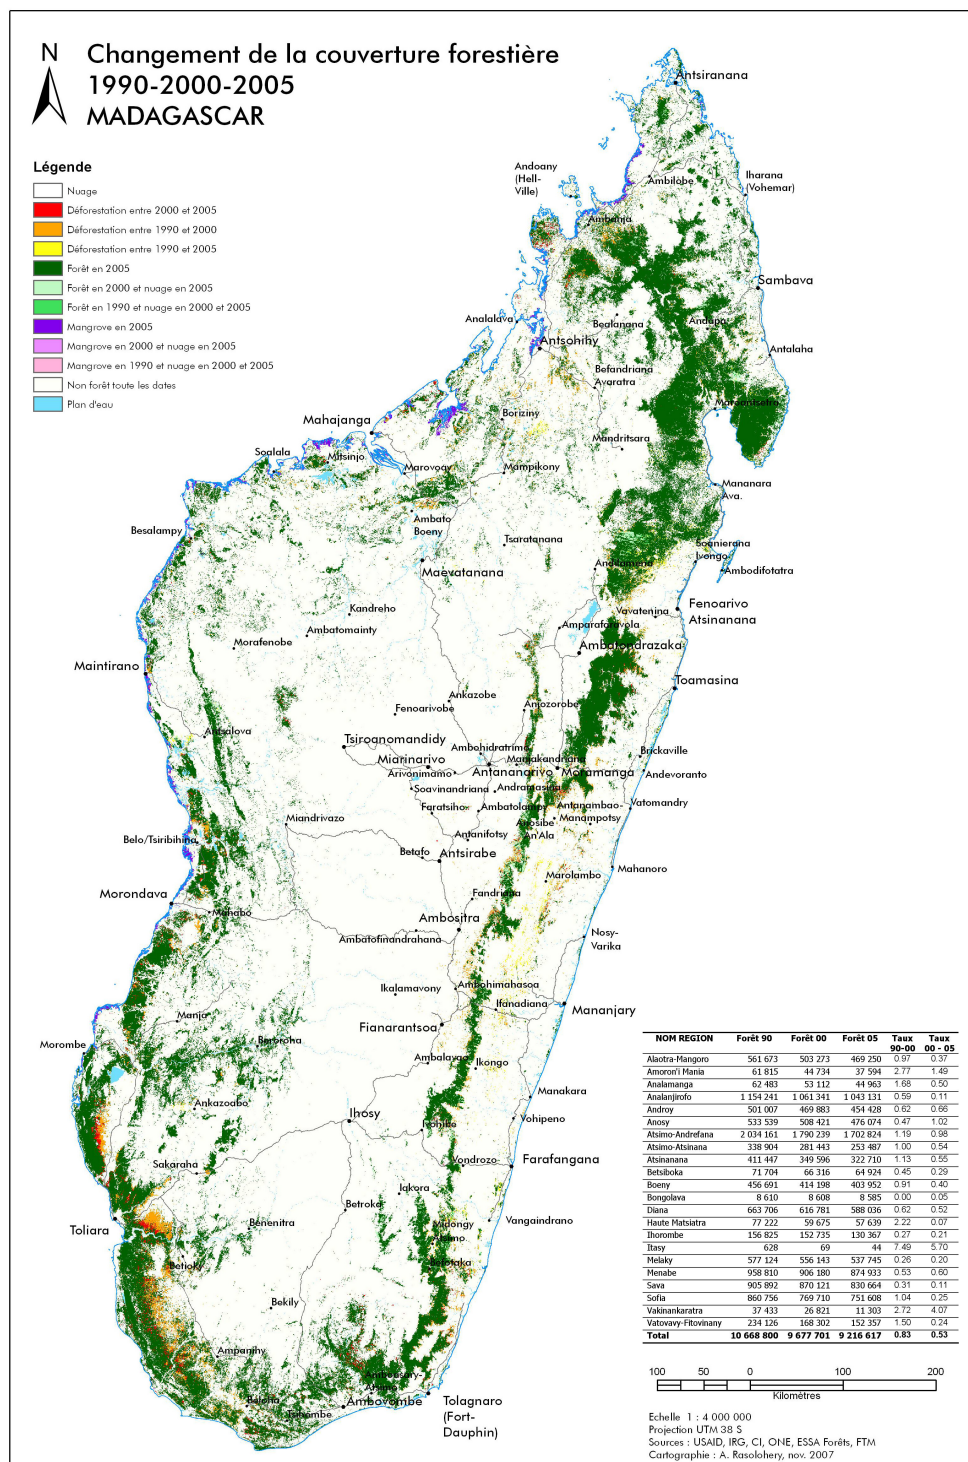 N
Changement de la couverture forestière
1990-2000-2005
MADAGASCAR
Légende
Nuage
Déforestation entre 2000 et 2005
Déforestation entre 1990 et 2000
Déforestation entre 1990 et 2005
Forêt en 2005
Forêt en 2000 et nuage en 2005
Forêt en 1990 et nuage en 2000 et 2005
Mangrove en 2005
Mangrove en 2000 et nuage en 2005
Mangrove en 1990 et nuage en 2000 et 2005
Non forêt toute les dates
Plan d'eau
Antsiranana
Andoany
(Hell-
Ville)
Ambilobe
Iharana
(Vohemar)
Ambanja
Sambava
Analalava
Bealanana
Andapa
Antsohihy
Antalaha
Befandriana
Avaratra
Maroantsetra
Boriziny
Mahajanga
Mandritsara
Soalala
Mitsinjo
Marovoay
Mampikony
Mananara
Ava.
Ambato
Boeny
Besalampy
Tsaratanana
Soanierana
Ivongo
Andilamena
Ambodifotatra
Maevatanana
Kandreho
Vavatenina
Fenoarivo
Atsinanana
Amparafaravola
Ambatomainty
Morafenobe
Ambatondrazaka
Maintirano
Toamasina
Ankazobe
Fenoarivobe
Anjozorobe
Antsalova
Tsiroanomandidy
Ambohidratrimo
Brickaville
Miarinarivo
Mamakandriana
Arivonimamo
Antananarivo
Moramanga
Andevoranto
Soavinandriana
Andramasina
Faratsiho
Ambatolampy
Antanambao-
Manampotsy
Vatomandry
Miandrivazo
Anosibe
An'Ala
Belo/Tsiribihina
Antanifotsy
Betafo
Antsirabe
Mahanoro
Marolambo
Morondava
Fandriana
Mahabo
Ambositra
Ambatofinandrahana
Nosy-
Varika
Ikalamavony
Ambohimahasoa
Ifanadiana
Mananjary
Manja
Fianarantsoa
Morombe
Beroroha
Ambalavao
Ikongo
Manakara
Ankazoabo
Ihosy
Ivohibe
Vohipeno
Sakaraha
Vondrozo
Farafangana
Iakora
Betroka
Toliara
Benenitra
Midongy
Atsimo
Vangaindrano
Betioky
Befotaka
Bekily
Ampanihy
Amboasary-
Atsimo
Beloha
Tsihombe
Ambovombe
Tolagnaro
(Fort-
Dauphin)
NOM REGION Forêt 90 Forêt 00 Forêt 05 Taux 90-00 Taux 00 - 05
Alaotra-Mangoro 561 673 503 273 469 250 0.97 0.37
Amoron'i Mania 61 815 44 734 37 594 2.77 1.49
Analamanga 62 483 53 112 44 963 1.68 0.50
Analanjirofo 1 154 241 1 061 341 1 043 131 0.59 0.11
Androy 501 007 469 883 454 428 0.62 0.66
Anosy 533 539 508 421 476 074 0.47 1.02
Atsimo-Andrefana 2 034 161 1 790 239 1 702 824 1.19 0.98
Atsimo-Atsinana 338 904 281 443 253 487 1.00 0.54
Atsinanana 411 447 349 596 322 710 1.13 0.55
Betsiboka 71 704 66 316 64 924 0.45 0.29
Boeny 456 691 414 198 403 952 0.91 0.40
Bongolava 8 610 8 608 8 585 0.00 0.05
Diana 663 706 616 781 588 036 0.62 0.52
Haute Matsiatra 77 222 59 675 57 639 2.22 0.07
Ihorombe 156 825 152 735 130 367 0.27 0.21
Itasy 628 69 44 7.49 5.70
Melaky 577 124 556 143 537 745 0.26 0.20
Menabe 958 810 906 180 874 933 0.53 0.60
Sava 905 892 870 121 830 664 0.31 0.11
Sofia 860 756 769 710 751 608 1.04 0.25
Vakinankaratra 37 433 26 821 11 303 2.72 4.07
Vatovavy-Fitovinany 234 126 168 302 152 357 1.50 0.24
Total 10 668 800 9 677 701 9 216 617 0.83 0.53
100 50 0 100 200
Kilomètres
Echelle 1 : 4 000 000
Projection UTM 38 S
Sources : USAID, IRG, CI, ONE, ESSA Forêts, FTM
Cartographie : A. Rasolohery, nov. 2007